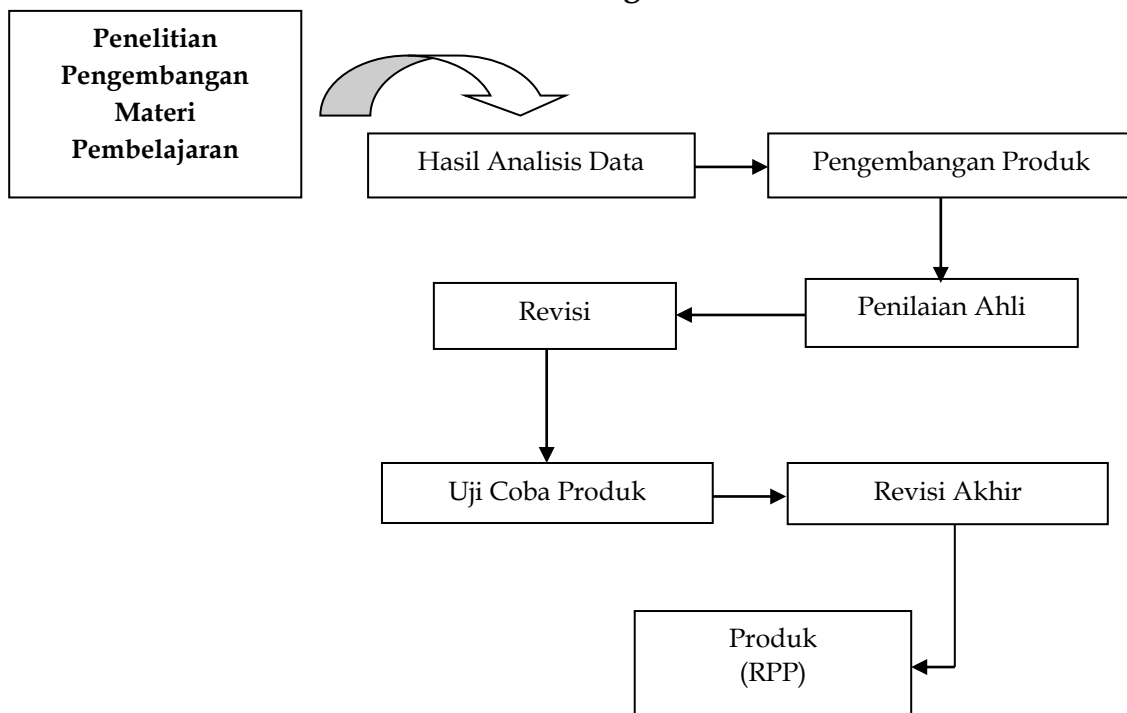 Penelitian
Pengembangan
Materi
Pembelajaran
Hasil Analisis Data
Pengembangan Produk
Penilaian Ahli
Revisi
Uji Coba Produk
Revisi Akhir
Produk
(RPP)